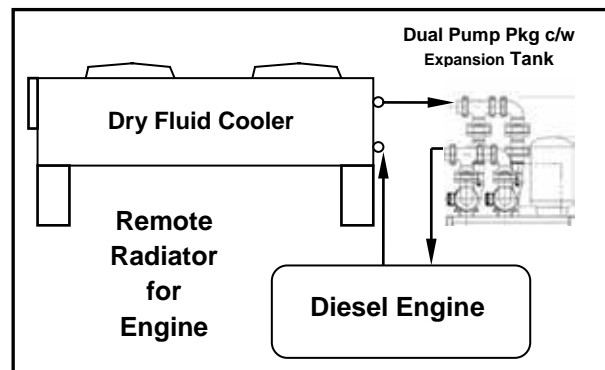 Dual Pump Pkg c/w
Expansion Tank
Dry Fluid Cooler
Remote
Radiator
for
Engine
Diesel Engine